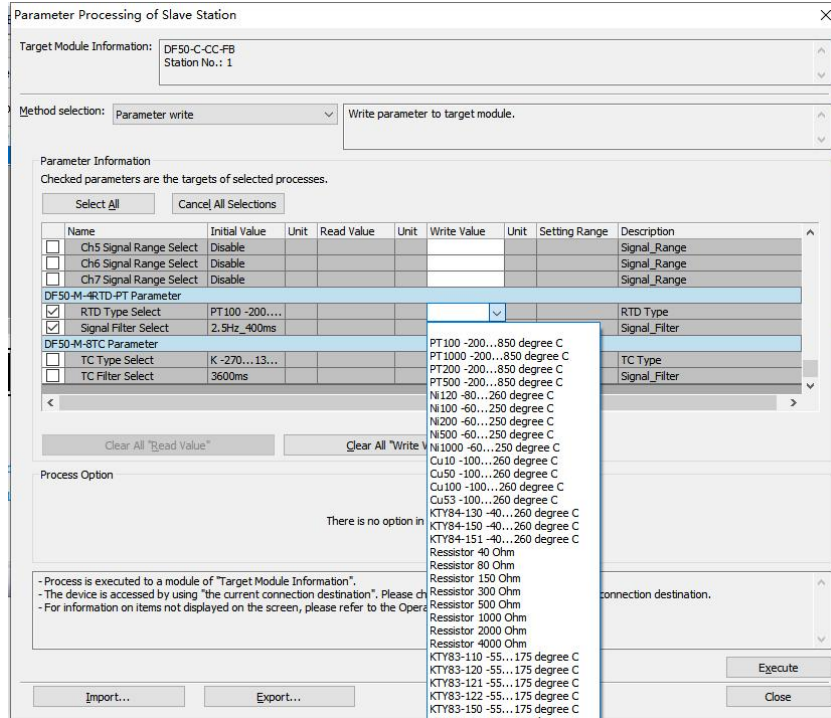 Parameter Processing of Slave Station
Target Module Information:
DF50-C-CC-FB
Station No.: 1
Method selection:
Parameter write
Write parameter to target module.
Parameter Information
Checked parameters are the targets of selected processes.
Select All
Cancel All Selections
Name Initial Value Unit Read Value Unit Write Value Unit Setting Range Description
Ch5 Signal Range Select Disable Signal_Range
Ch6 Signal Range Select Disable Signal_Range
Ch7 Signal Range Select Disable Signal_Range
DF50-M-4RTD-PT Parameter
RTD Type Select PT100 -200.... RTD Type
Signal Filter Select 2.5Hz_400ms Signal_Filter
DF50-M-8TC Parameter
TC Type Select K -270...13... TC Type
TC Filter Select 3600ms Signal_Filter
PT100 -200...850 degree C
PT1000 -200...850 degree C
PT200 -200...850 degree C
PT500 -200...850 degree C
Ni120 -80...260 degree C
Ni100 -60...250 degree C
Ni200 -60...250 degree C
Ni500 -60...250 degree C
Ni1000 -60...250 degree C
Cu10 -100...260 degree C
Cu50 -100...260 degree C
Cu100 -100...260 degree C
Cu53 -100...260 degree C
KTY84-130 -40...260 degree C
KTY84-150 -40...260 degree C
KTY84-151 -40...260 degree C
Ressistor 40 Ohm
Ressistor 80 Ohm
Ressistor 150 Ohm
Ressistor 300 Ohm
Ressistor 500 Ohm
Ressistor 1000 Ohm
Ressistor 2000 Ohm
Ressistor 4000 Ohm
KTY83-110 -55...175 degree C
KTY83-120 -55...175 degree C
KTY83-121 -55...175 degree C
KTY83-122 -55...175 degree C
KTY83-150 -55...175 degree C
Clear All "Read Value"
Clear All "Write V
Process Option
There is no option in
- Process is executed to a module of "Target Module Information".
- The device is accessed by using "the current connection destination". Please ch connection destination.
- For information on items not displayed on the screen, please refer to the Opera
Execute
Import...
Export...
Close